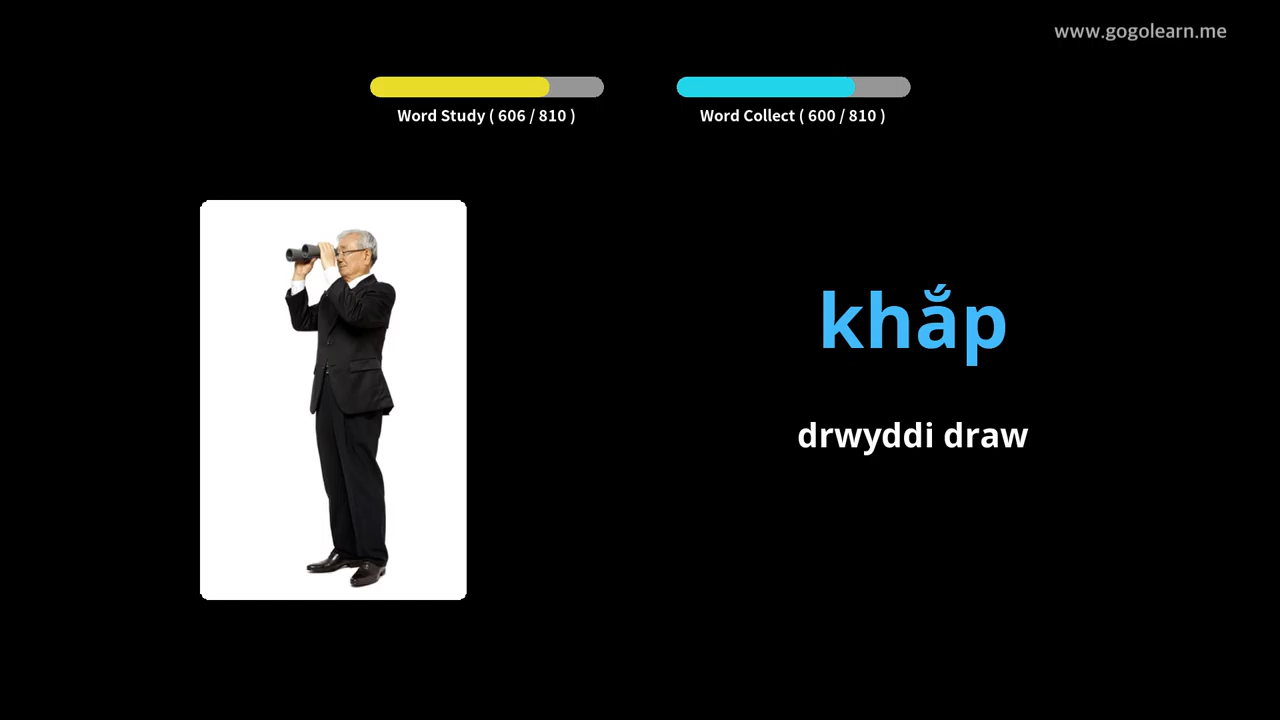 www.gogolearn.me
Word Study ( 606 / 810 )
Word Collect ( 600 / 810 )
khắp
drwyddi draw